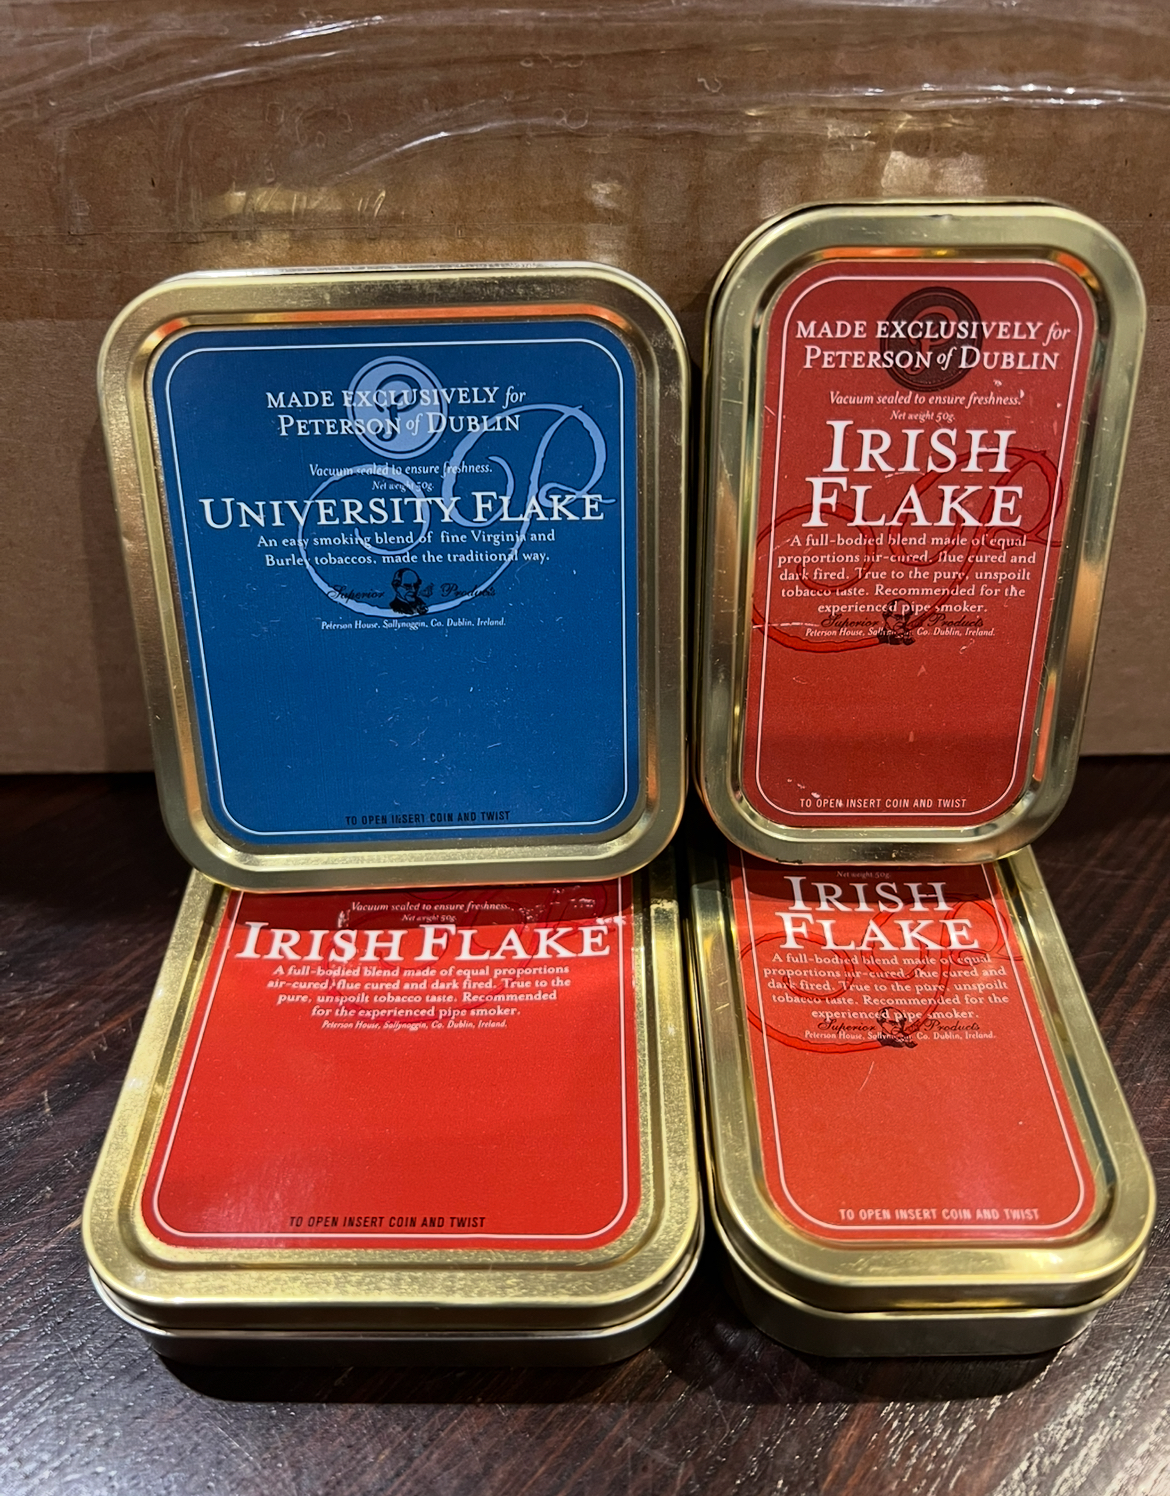 MADE EXCLUSIVELY for
PETERSON of DUBLIN
Vacuum sealed to ensure freshness.
Net weight 50g.
UNIVERSITY FLAKE
An easy smoking blend of fine Virginia and
Burley tobaccos, made the traditional way.
Superior Products
Peterson House, Sallynoggin, Co. Dublin, Ireland.
TO OPEN INSERT COIN AND TWIST
P
MADE EXCLUSIVELY for
PETERSON of DUBLIN
Vacuum sealed to ensure freshness.
Net weight 50g.
IRISH
FLAKE
A full-bodied blend made of equal
proportions air-cured, flue cured and
dark fired. True to the pure, unspoilt
tobacco taste. Recommended for the
experienced pipe smoker.
Superior Products
Peterson House, Sallynoggin, Co. Dublin, Ireland.
TO OPEN INSERT COIN AND TWIST
P
Vacuum sealed to ensure freshness.
Net weight 50g.
IRISH FLAKE
A full-bodied blend made of equal proportions
air-cured, flue cured and dark fired. True to the
pure, unspoilt tobacco taste. Recommended
for the experienced pipe smoker.
Peterson House, Sallynoggin, Co. Dublin, Ireland.
TO OPEN INSERT COIN AND TWIST
Net weight 50g.
IRISH
FLAKE
A full-bodied blend made of equal
proportions air-cured, flue cured and
dark fired. True to the pure, unspoilt
tobacco taste. Recommended for the
experienced pipe smoker.
Superior Products
Peterson House, Sallynoggin, Co. Dublin, Ireland.
TO OPEN INSERT COIN AND TWIST